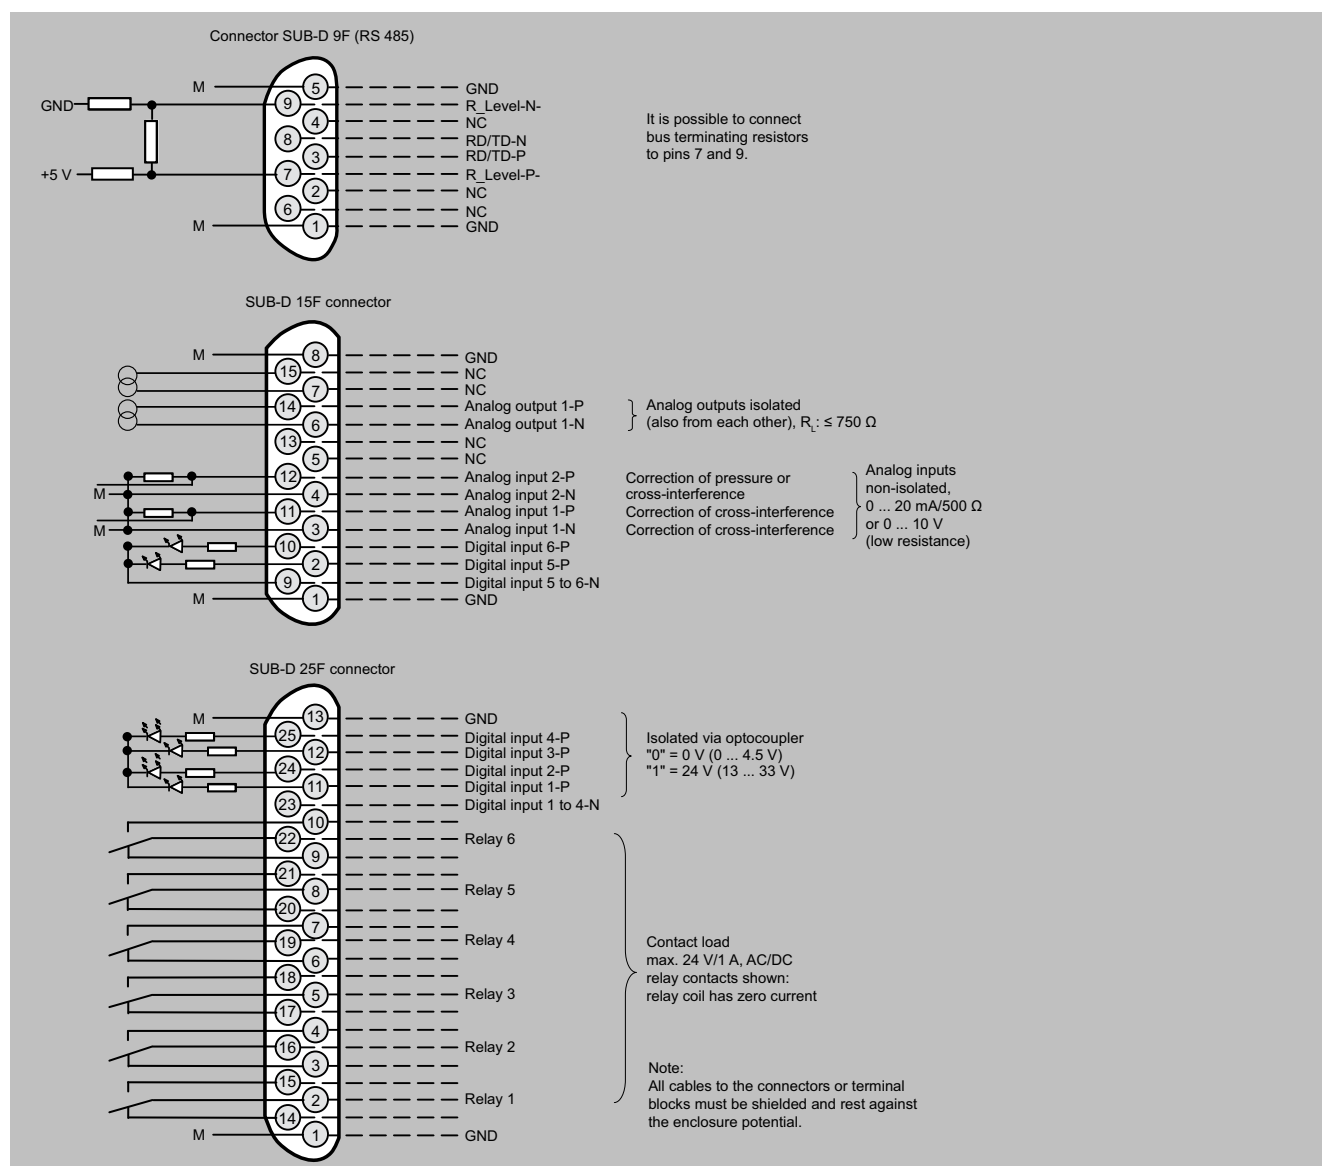 Connector SUB-D 9F (RS 485)
M 5 GND
GND 9 R_Level-N-
4 NC
8 RD/TD-N
3 RD/TD-P
+5 V 7 R_Level-P-
2 NC
6 NC
M 1 GND
It is possible to connect
bus terminating resistors
to pins 7 and 9.
SUB-D 15F connector
M 8 GND
15 NC
7 NC
14 Analog output 1-P
6 Analog output 1-N
13 NC
5 NC
12 Analog input 2-P
M 4 Analog input 2-N
11 Analog input 1-P
M 3 Analog input 1-N
10 Digital input 6-P
2 Digital input 5-P
9 Digital input 5 to 6-N
M 1 GND
Analog outputs isolated
(also from each other), RL: ≤ 750 Ω
Correction of pressure or
cross-interference
Correction of cross-interference
Correction of cross-interference
Analog inputs
non-isolated,
0 ... 20 mA/500 Ω
or 0 ... 10 V
(low resistance)
SUB-D 25F connector
M 13 GND
25 Digital input 4-P
12 Digital input 3-P
24 Digital input 2-P
11 Digital input 1-P
23 Digital input 1 to 4-N
Isolated via optocoupler
"0" = 0 V (0 ... 4.5 V)
"1" = 24 V (13 ... 33 V)
10
22 Relay 6
9
21
8 Relay 5
20
7
19 Relay 4
6
18
5 Relay 3
17
4
16 Relay 2
3
15
2 Relay 1
14
M 1 GND
Contact load
max. 24 V/1 A, AC/DC
relay contacts shown:
relay coil has zero current
Note:
All cables to the connectors or terminal
blocks must be shielded and rest against
the enclosure potential.